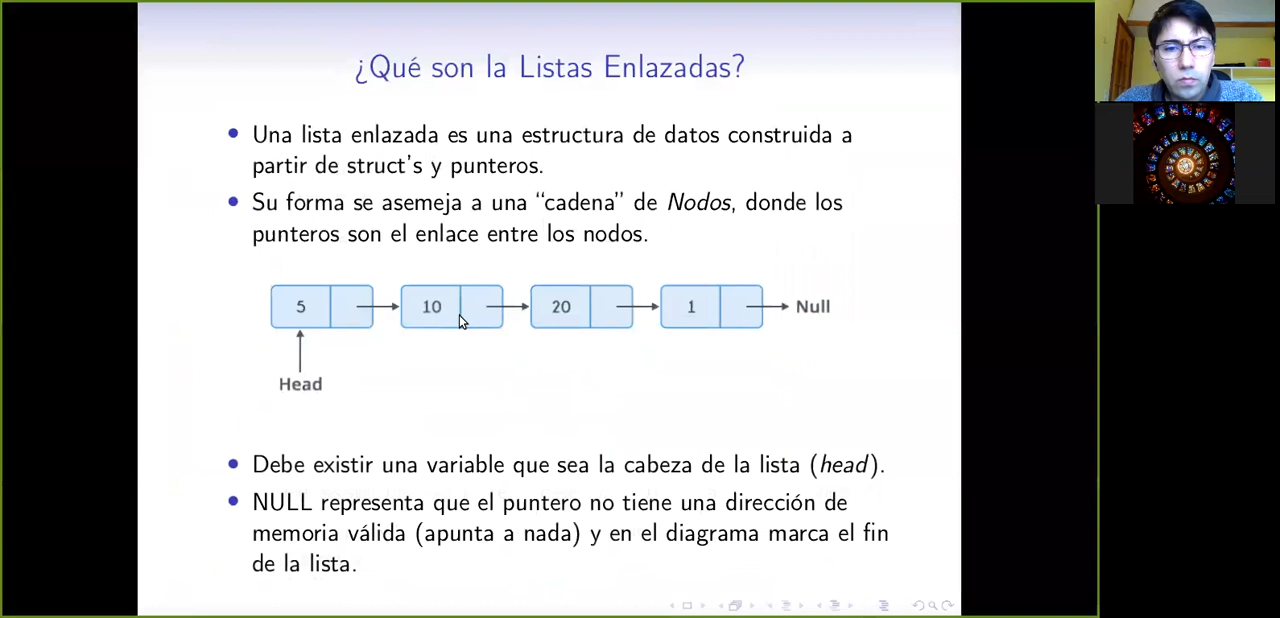 ¿Qué son la Listas Enlazadas?
Una lista enlazada es una estructura de datos construida a
partir de struct's y punteros.
Su forma se asemeja a una “cadena” de Nodos, donde los
punteros son el enlace entre los nodos.
5 10 20 1 Null
Head
Debe existir una variable que sea la cabeza de la lista (head).
NULL representa que el puntero no tiene una dirección de
memoria válida (apunta a nada) y en el diagrama marca el fin
de la lista.